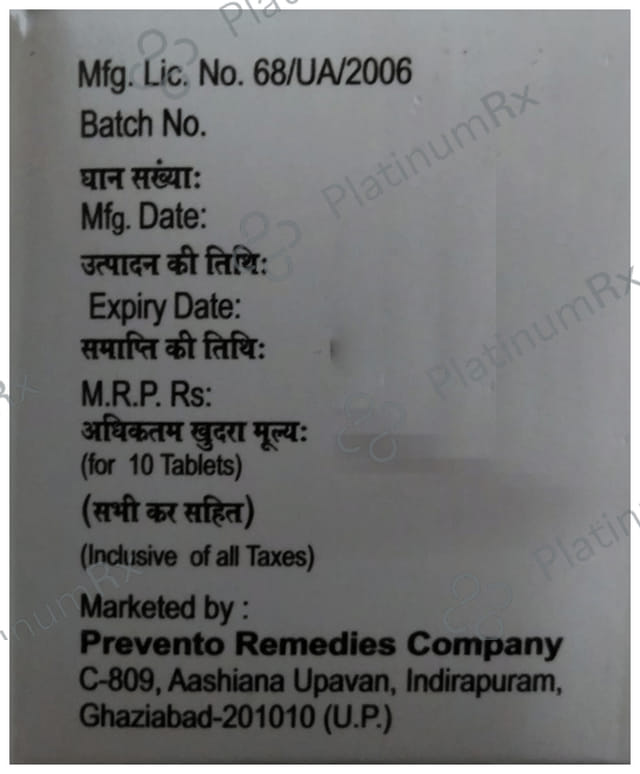 Mfg. Lic. No. 68/UA/2006
Batch No.
घान सख्ंयाः
Mfg. Date:
उत्पादन की तिथिः
Expiry Date:
समाप्ति की तिथिः
M.R.P. Rs:
अधिकतम खुदरा मूल्यः
(for 10 Tablets)
(सभी कर सहित)
(Inclusive of all Taxes)
Marketed by :
Prevento Remedies Company
C-809, Aashiana Upavan, Indirapuram,
Ghaziabad-201010 (U.P.)
PlatinumRx
PlatinumRx